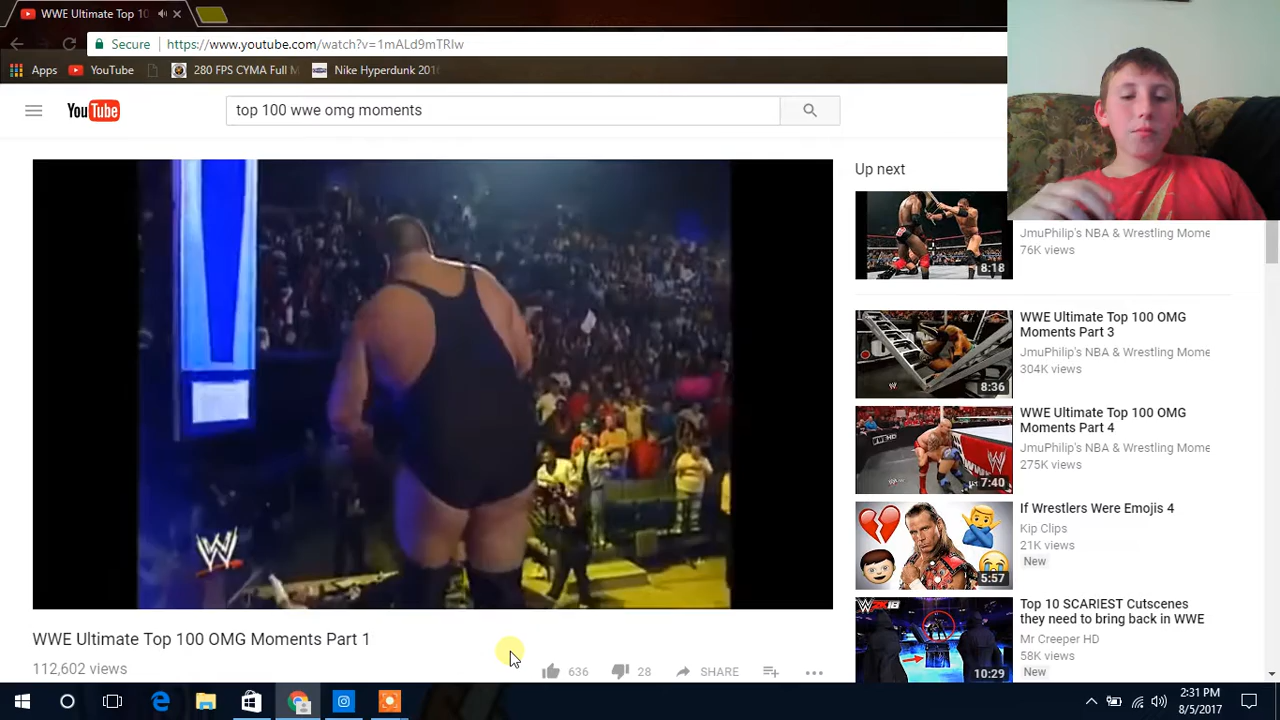 WWE Ultimate Top 10
Secure
https://www.youtube.com/watch?v=1mALd9mTRIw
Apps
YouTube
280 FPS CYMA Full M
Nike Hyperdunk 2016
YouTube
top 100 wwe omg moments
Up next
JmuPhilip's NBA & Wrestling Mome
76K views
8:18
WWE Ultimate Top 100 OMG
Moments Part 3
JmuPhilip's NBA & Wrestling Mome
304K views
8:36
WWE Ultimate Top 100 OMG
Moments Part 4
JmuPhilip's NBA & Wrestling Mome
275K views
7:40
If Wrestlers Were Emojis 4
Kip Clips
21K views
New
5:57
Top 10 SCARIEST Cutscenes
they need to bring back in WWE
Mr Creeper HD
58K views
New
W2K18
10:29
W
WWE Ultimate Top 100 OMG Moments Part 1
112,602 views
636
28
SHARE
2:31 PM
8/5/2017